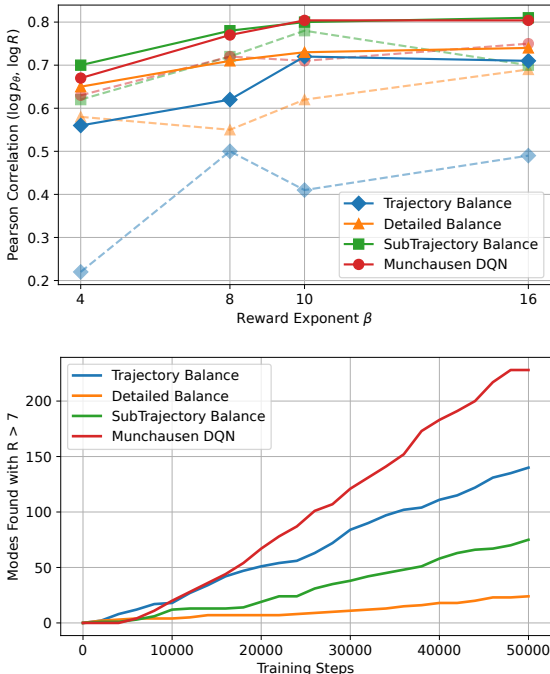 Pearson Correlation (log pθ, log R)
0.8
0.7
0.6
0.5
0.4
0.3
0.2
Trajectory Balance
Detailed Balance
SubTrajectory Balance
Munchausen DQN
4
8
10
16
Reward Exponent β
Modes Found with R > 7
200
150
100
50
0
Trajectory Balance
Detailed Balance
SubTrajectory Balance
Munchausen DQN
0
10000
20000
30000
40000
50000
Training Steps